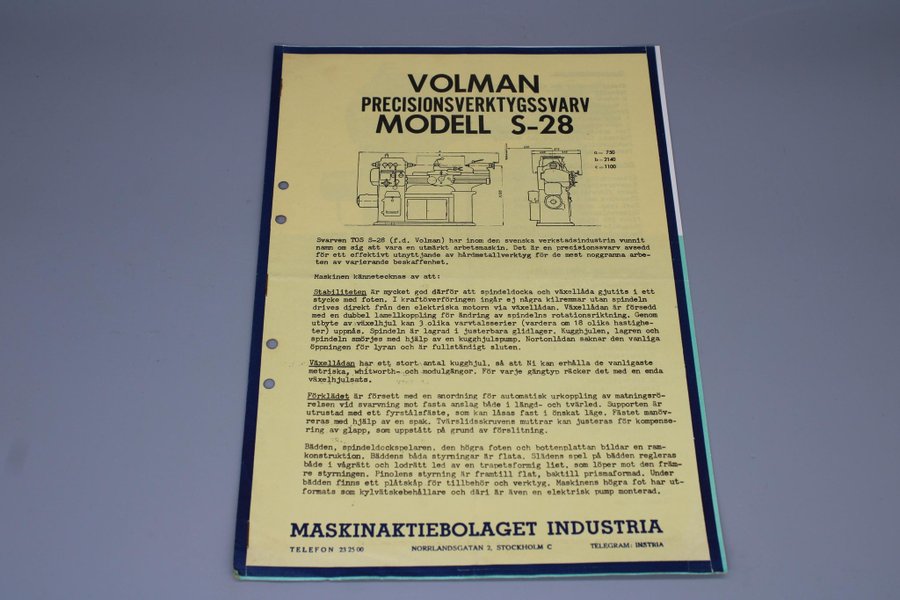 VOLMAN
PRECISIONSVERKTYGSSVARV
MODELL S-28
a = 750
b = 2140
c = 1100
Svarven TOS S-28 (f.d. Volman) har inom den svenska verkstadsindustrin vunnit
namn om sig att vara en utmärkt arbetsmaskin. Det är en precisionssvarv avsedd
för ett effektivt utnyttjande av hårdmetallverktyg för de mest noggranna arbe-
ten av varierande beskaffenhet.
Maskinen kännetecknas av att:
Stabiliteten är mycket god därför att spindeldocka och växellåda gjutits i ett
stycke med foten. I kraftöverföringen ingår ej några kilremmar utan spindeln
drives direkt från den elektriska motorn via växellådan. Växellådan är försedd
med en dubbel lamellkoppling för ändring av spindelns rotationsriktning. Genom
utbyte av växelhjul kan 3 olika varvtalsserier (vardera om 18 olika hastighe-
ter) uppnås. Spindeln är lagrad i justerbara glidlager. Kugghjulen, lagren och
spindeln smörjes med hjälp av en kugghjulspump. Nortonlådan saknar den vanliga
öppningen för lyran och är fullständigt sluten.
Växellådan har ett stort antal kugghjul, så att Ni kan erhålla de vanligaste
metriska, whitworth- och modulgängor. För varje gängtyp räcker det med en enda
växelhjulsats.
Förklädet är försett med en anordning för automatisk urkoppling av matningsrö-
relsen vid svarvning mot fasta anslag både i längd- och tvärled. Supporten är
utrustad med ett fyrstålsfäste, som kan låsas fast i önskat läge. Fästet manöv-
reras med hjälp av en spak. Tvärslidsskruvens muttrar kan justeras för kompense-
ring av glapp, som uppstått på grund av förslitning.
Bädden, spindeldockspelaren, den högra foten och bottenplattan bildar en ram-
konstruktion. Bäddens båda styrningar är flata. Slädens spel på bädden regleras
både i vågrätt och lodrätt led av en trapetsformig list, som löper mot den främ-
re styrningen. Pinolens styrning är framtill flat, baktill prismaformad. Under
bädden finns ett plåtskåp för tillbehör och verktyg. Maskinens högra fot har ut-
formats som kylvätskebehållare och däri är även en elektrisk pump monterad.
MASKINAKTIEBOLAGET INDUSTRIA
TELEFON 23 25 00 NORRLANDSGATAN 2, STOCKHOLM C TELEGRAM: INSTRIA